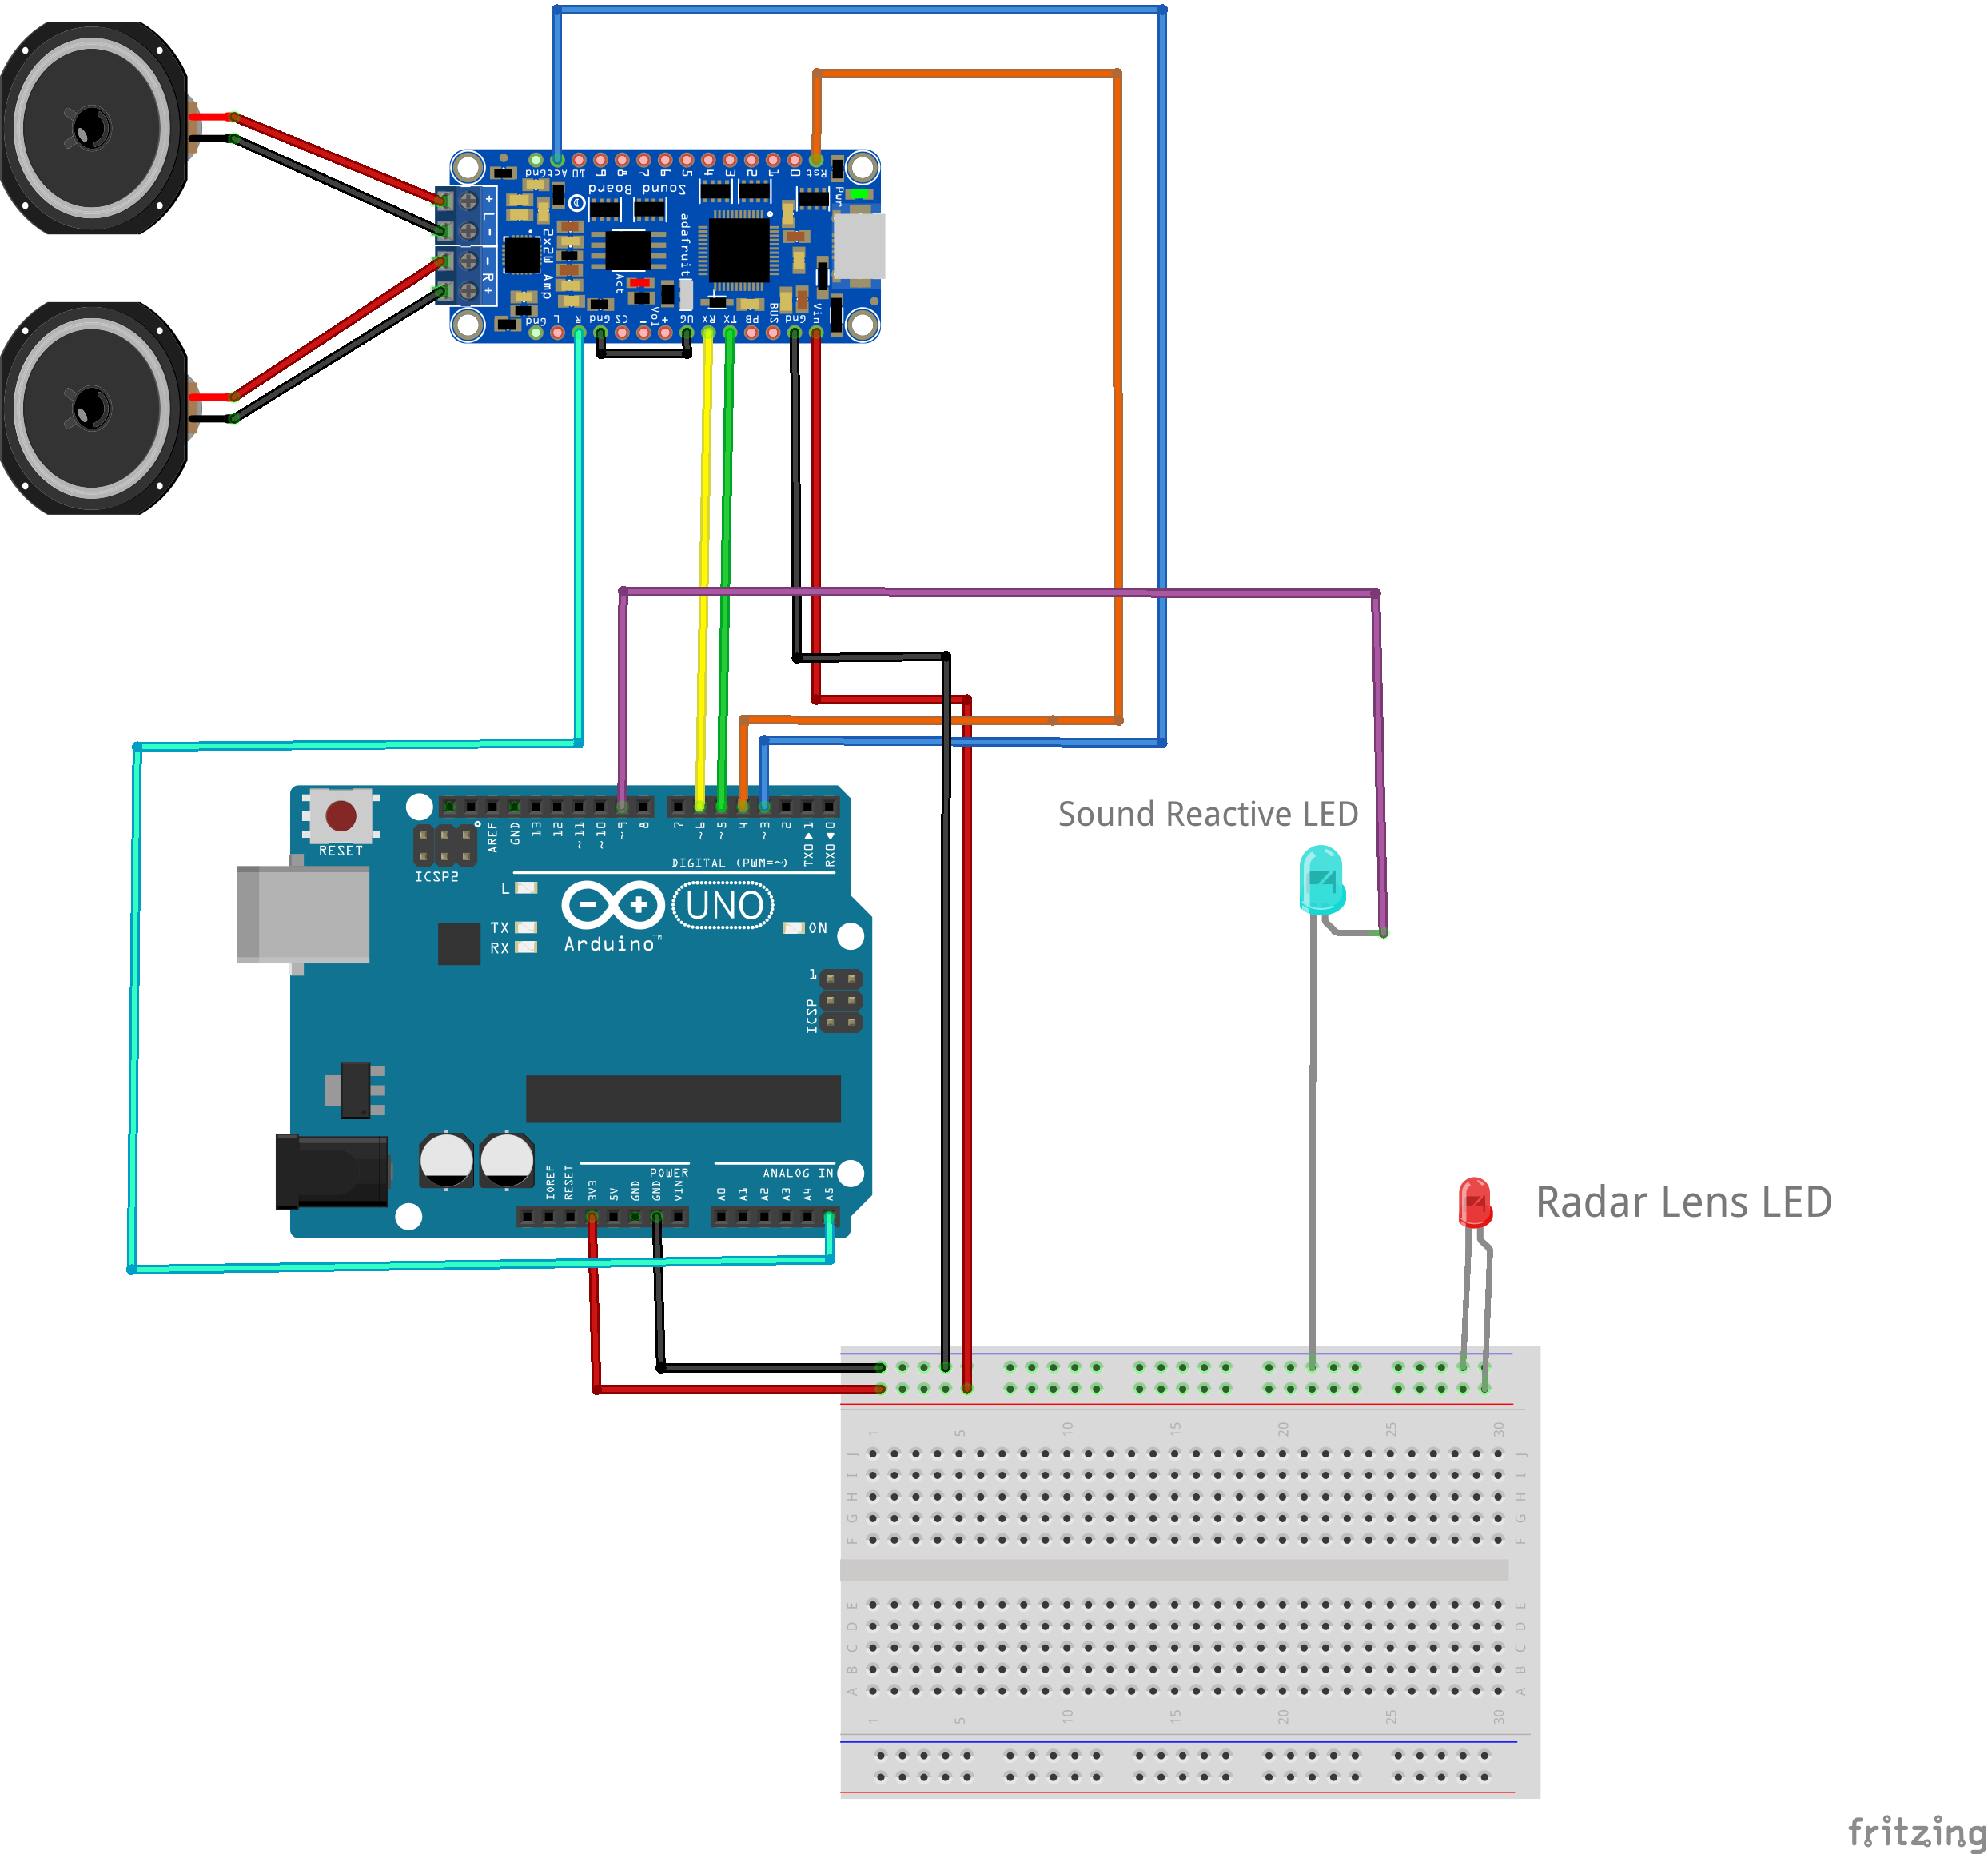 Gnd Act 10 9 8 7 6 5 4 3 2 1 0 Rst
Sound Board
Pwr
+ L -
- R +
adafruit
2x2W Amp
Act
Vol
Gnd L R Gnd CS - + UG RX TX PB BUS Gnd Vin
RESET
ICSP2
AREF GND 13 12 ~11 ~10 ~9 8 7 ~6 ~5 4 ~3 2 TX0 1 RX0 0
DIGITAL (PWM=~)
L
TX
RX
UNO
Arduino™
ON
1
ICSP
Sound Reactive LED
Radar Lens LED
POWER
ANALOG IN
IOREF RESET 3V3 5V GND GND VIN A0 A1 A2 A3 A4 A5
1 5 10 15 20 25 30
J J
I I
H H
G G
F F
E E
D D
C C
B B
A A
1 5 10 15 20 25 30
fritzing